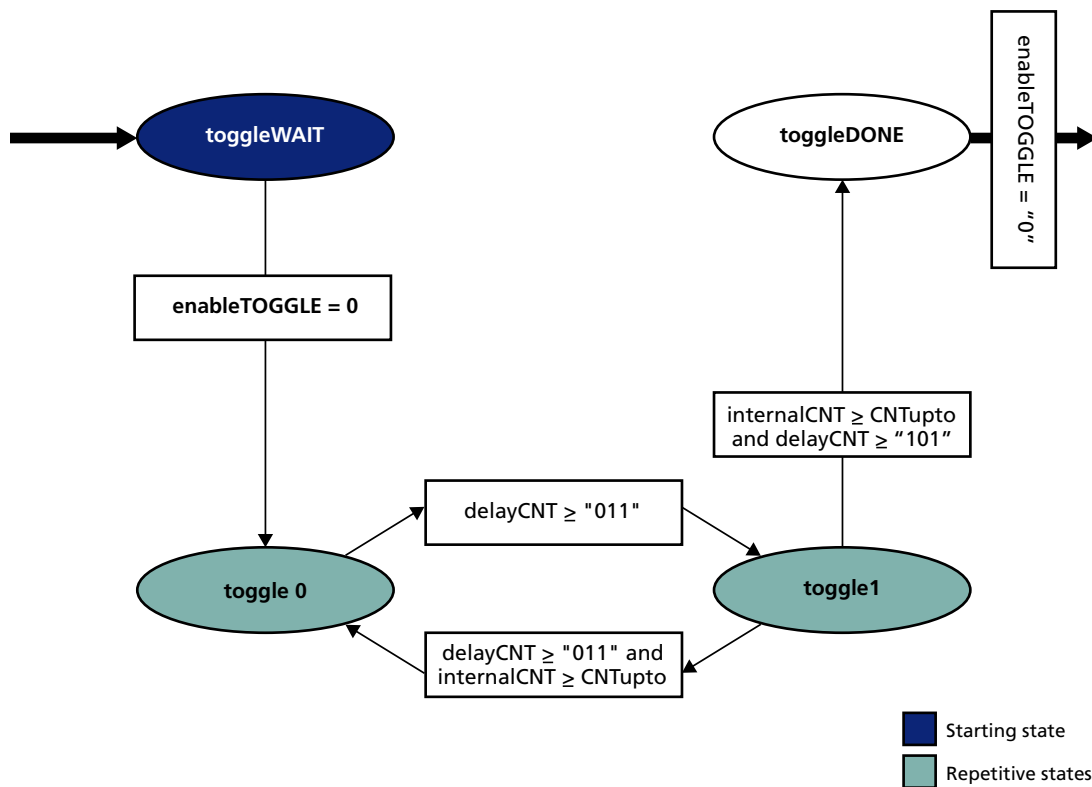 toggleWAIT
toggleDONE
enableTOGGLE = “0”
enableTOGGLE = 0
internalCNT ≥ CNTupto
and delayCNT ≥ “101”
delayCNT ≥ "011"
toggle 0
toggle1
delayCNT ≥ "011" and
internalCNT ≥ CNTupto
Starting state
Repetitive states